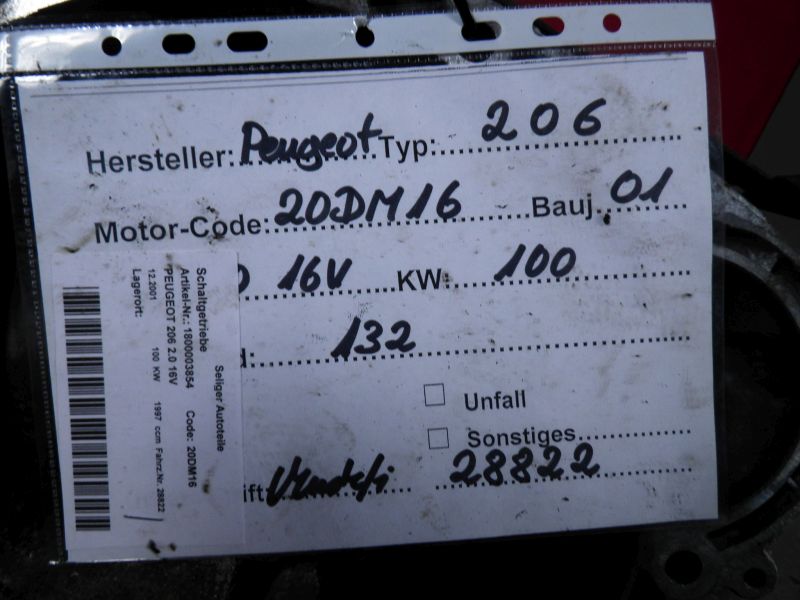 Hersteller: Peugeot Typ: 206
Motor-Code: 20DM16 Bauj. 01
16V KW: 100
132
Unfall
Sonstiges
28822
Seliger Autoteile
Schaltgetriebe
Artikel-Nr.: 1800003854 Code: 20DM16
PEUGEOT 206 2.0 16V
12.2001 100 KW 1997 ccm Fahrz.Nr. 28822
Lagerort: